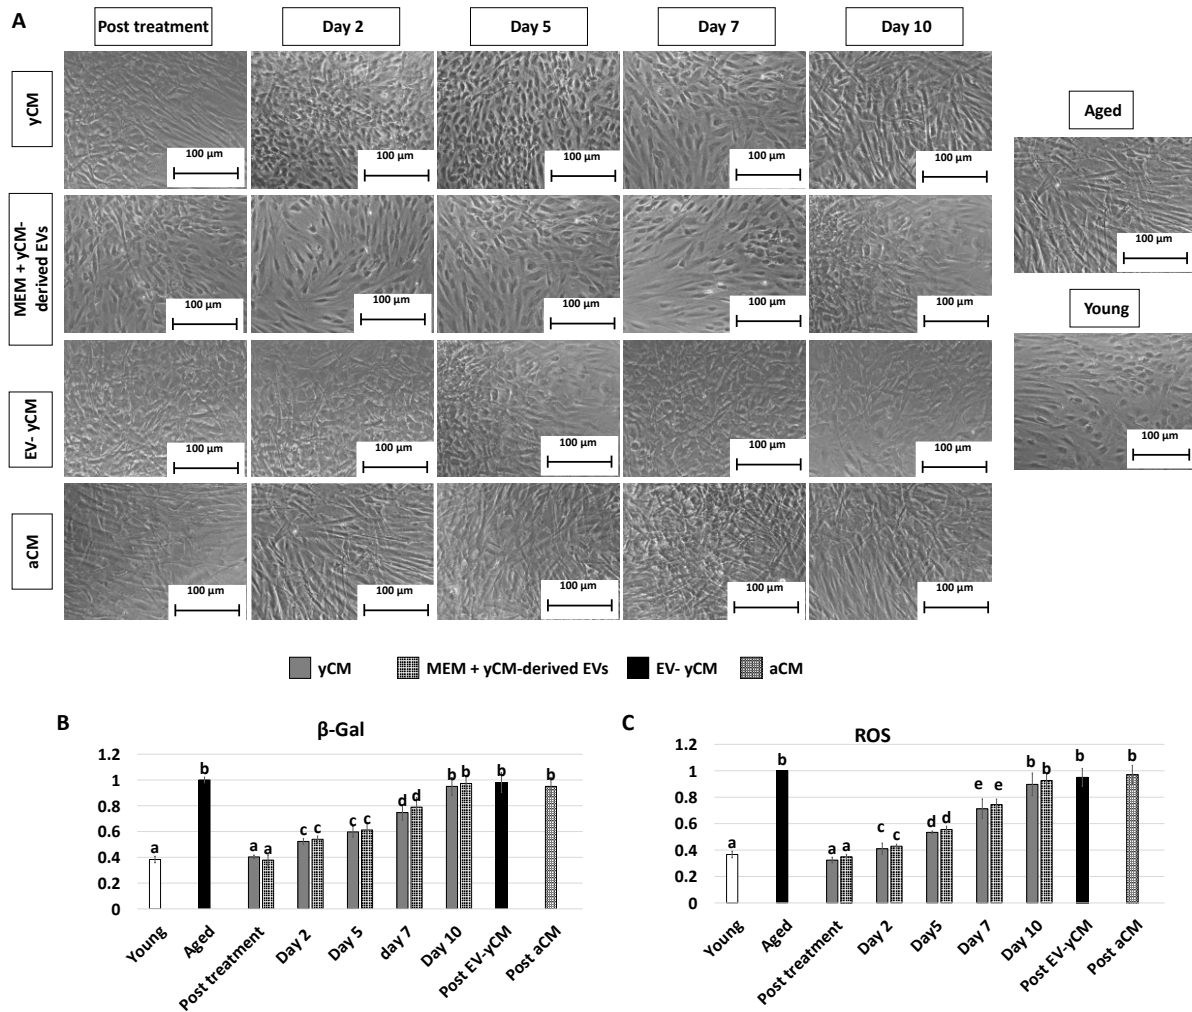 A
Post treatment
Day 2
Day 5
Day 7
Day 10
yCM
100 µm
100 µm
100 µm
100 µm
100 µm
Aged
100 µm
MEM + yCM-
derived EVs
100 µm
100 µm
100 µm
100 µm
100 µm
Young
100 µm
EV- yCM
100 µm
100 µm
100 µm
100 µm
100 µm
aCM
100 µm
100 µm
100 µm
100 µm
100 µm
yCM
MEM + yCM-derived EVs
EV- yCM
aCM
B
β-Gal
1.2
1
0.8
0.6
0.4
0.2
0
a
b
a a
c c
c c
d d
b b
b
b
Young
Aged
Post treatment
Day 2
Day 5
day 7
Day 10
Post EV-yCM
Post aCM
C
ROS
1.2
1
0.8
0.6
0.4
0.2
0
a
b
a a
c c
d d
e e
b b
b
b
Young
Aged
Post treatment
Day 2
Day5
Day 7
Day 10
Post EV-yCM
Post aCM